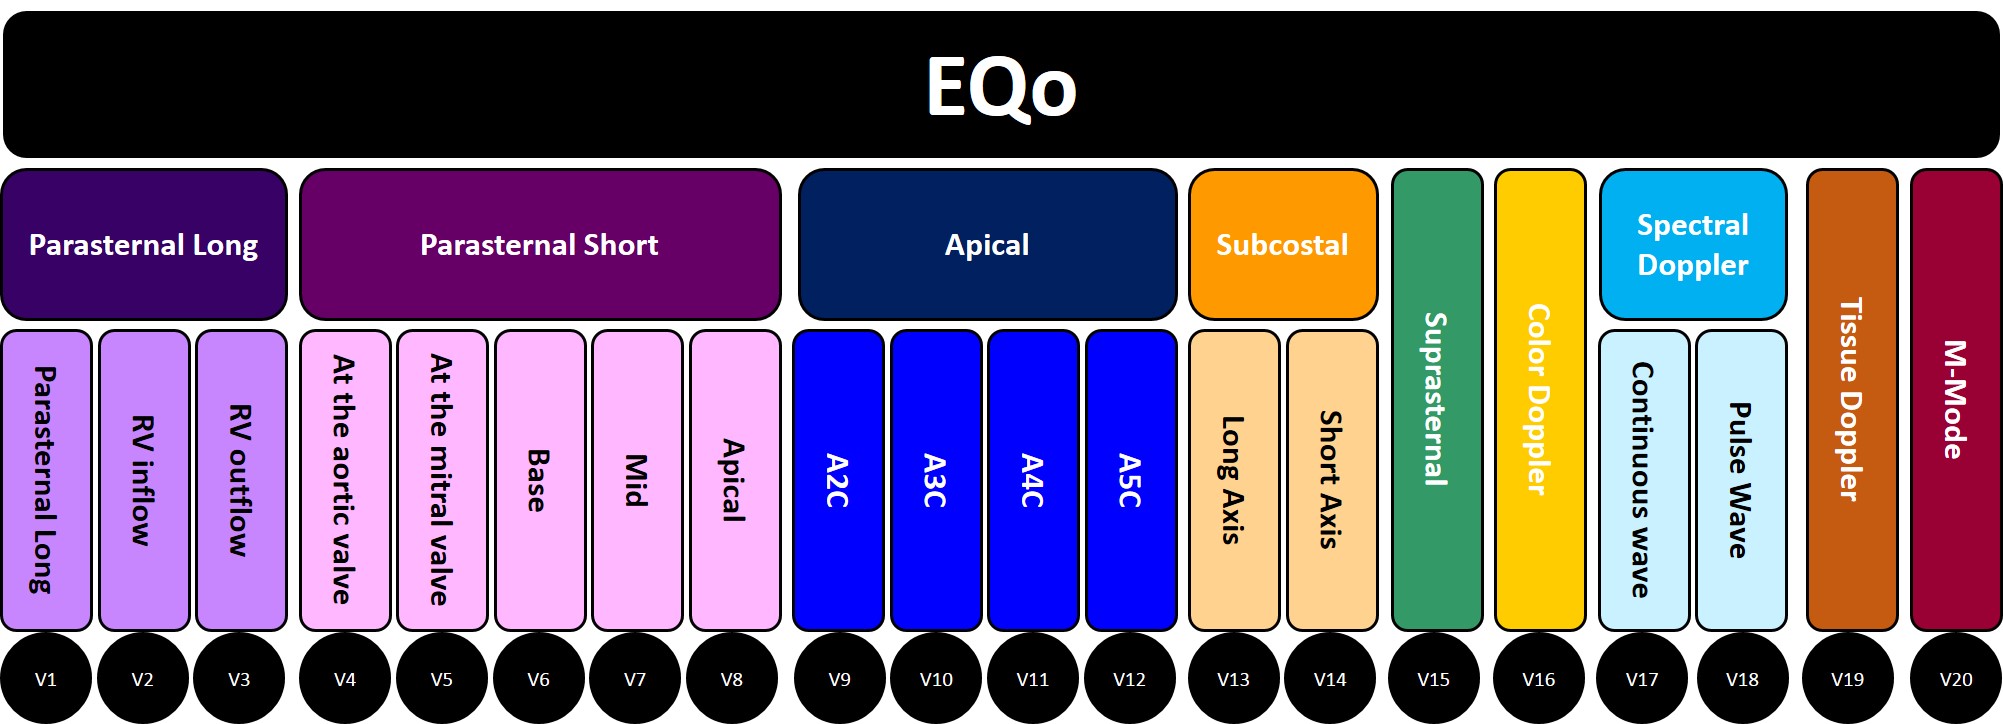 EQo
Parasternal Long
Parasternal Short
Apical
Subcostal
Suprasternal
Color Doppler
Spectral
Doppler
Tissue Doppler
M-Mode
Parasternal Long
RV inflow
RV outflow
At the aortic valve
At the mitral valve
Base
Mid
Apical
A2C
A3C
A4C
A5C
Long Axis
Short Axis
Continuous wave
Pulse Wave
V1
V2
V3
V4
V5
V6
V7
V8
V9
V10
V11
V12
V13
V14
V15
V16
V17
V18
V19
V20